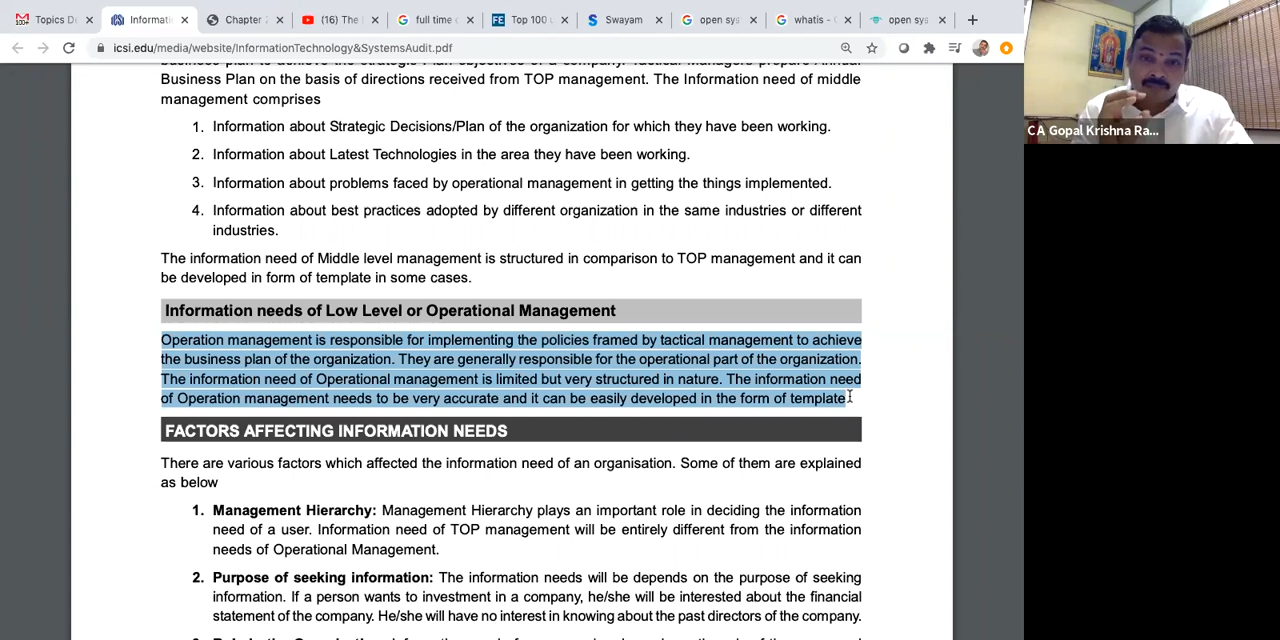 Topics D
Informati
Chapter
(16) The
full time
Top 100
Swayam
open sys
whatis -
open sys
icsi.edu/media/website/InformationTechnology&SystemsAudit.pdf
C A Gopal Krishna Ra...
business plan to achieve the strategic Plan objectives of a company. Tactical Managers prepare Annual
Business Plan on the basis of directions received from TOP management. The Information need of middle
management comprises
1. Information about Strategic Decisions/Plan of the organization for which they have been working.
2. Information about Latest Technologies in the area they have been working.
3. Information about problems faced by operational management in getting the things implemented.
4. Information about best practices adopted by different organization in the same industries or different
industries.
The information need of Middle level management is structured in comparison to TOP management and it can
be developed in form of template in some cases.
Information needs of Low Level or Operational Management
Operation management is responsible for implementing the policies framed by tactical management to achieve
the business plan of the organization. They are generally responsible for the operational part of the organization.
The information need of Operational management is limited but very structured in nature. The information need
of Operation management needs to be very accurate and it can be easily developed in the form of template
FACTORS AFFECTING INFORMATION NEEDS
There are various factors which affected the information need of an organisation. Some of them are explained
as below
1. Management Hierarchy: Management Hierarchy plays an important role in deciding the information
need of a user. Information need of TOP management will be entirely different from the information
needs of Operational Management.
2. Purpose of seeking information: The information needs will be depends on the purpose of seeking
information. If a person wants to investment in a company, he/she will be interested about the financial
statement of the company. He/she will have no interest in knowing about the past directors of the company.